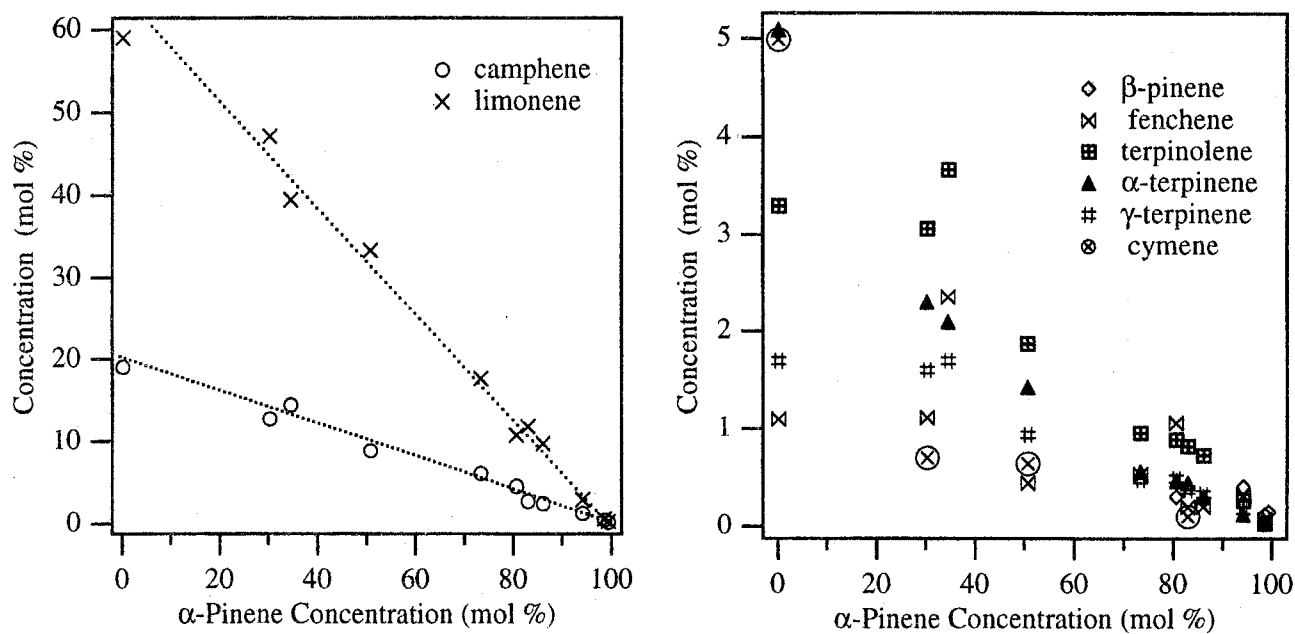 60
50
40
30
20
10
0
Concentration (mol %)
camphene
limonene
0 20 40 60 80 100
α-Pinene Concentration (mol %)
5
4
3
2
1
0
Concentration (mol %)
β-pinene
fenchene
terpinolene
α-terpinene
γ-terpinene
cymene
0 20 40 60 80 100
α-Pinene Concentration (mol %)